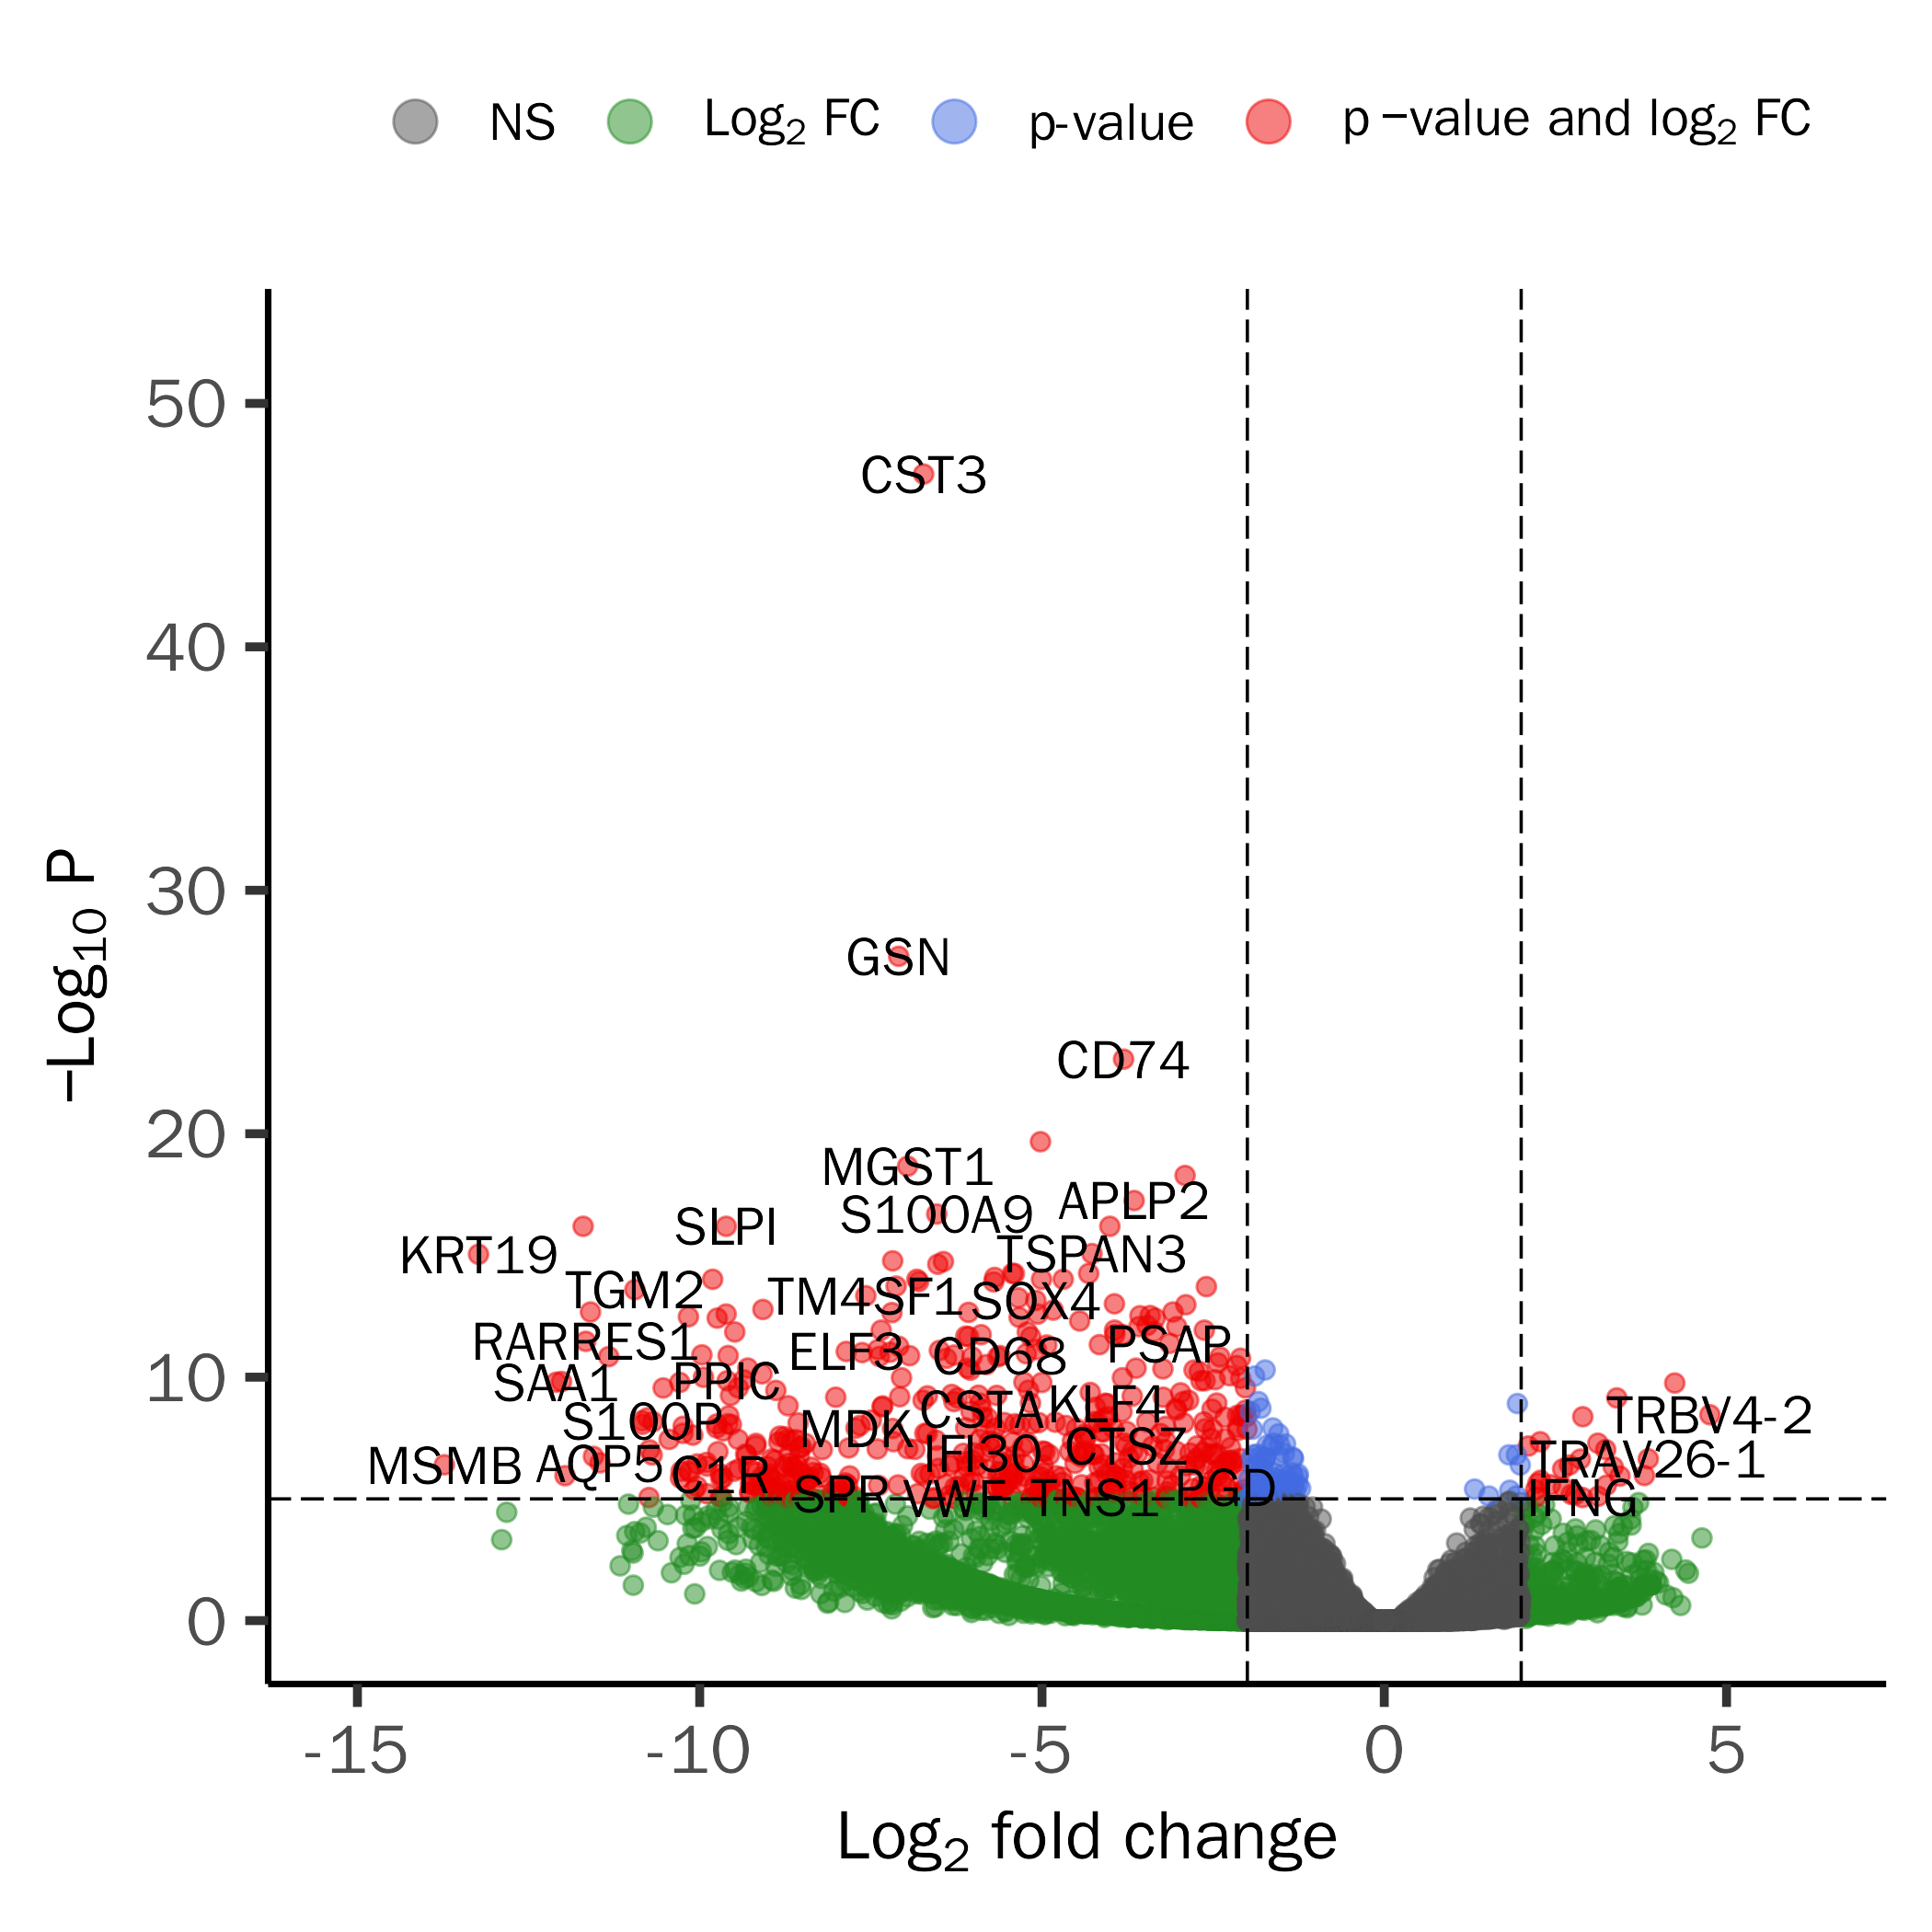 NS Log2 FC p-value p −value and log2 FC
50
40
30
20
10
0
−Log10 P
CST3
GSN
CD74
MGST1
APLP2
S100A9
SLPI
TSPAN3
KRT19
TGM2
TM4SF1
SOX4
RARRES1
ELF3
CD68
PSAP
SAA1
PPIC
CSTA
KLF4
S100P
MDK
TRBV4-2
IFI30
CTSZ
TRAV26-1
MSMB
AQP5
C1R
SPR
VWF
TNS1
PGD
IFNG
-15 -10 -5 0 5
Log2 fold change